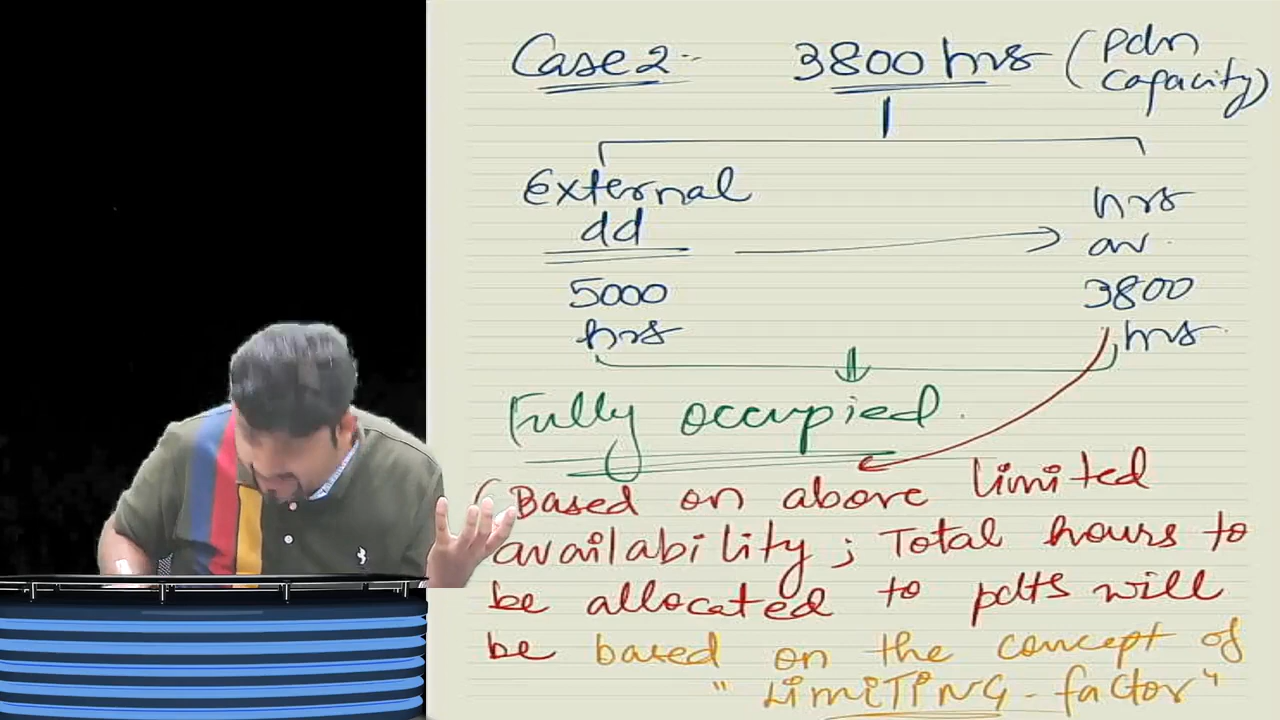 Case 2:- 3800 hrs (pdn capacity)
External dd
hrs av.
5000 hrs
3800 hrs
Fully occupied.
(Based on above limited
availability; Total hours to
be allocated to pdts will
be based on the concept of
"LimiTiNG-factor"